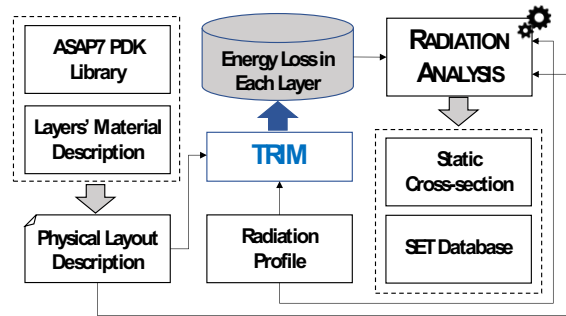 ASAP7 PDK
Library
Layers' Material
Description
Physical Layout
Description
Energy Loss in
Each Layer
TRIM
Radiation
Profile
RADIATION
ANALYSIS
Static
Cross-section
SET Database